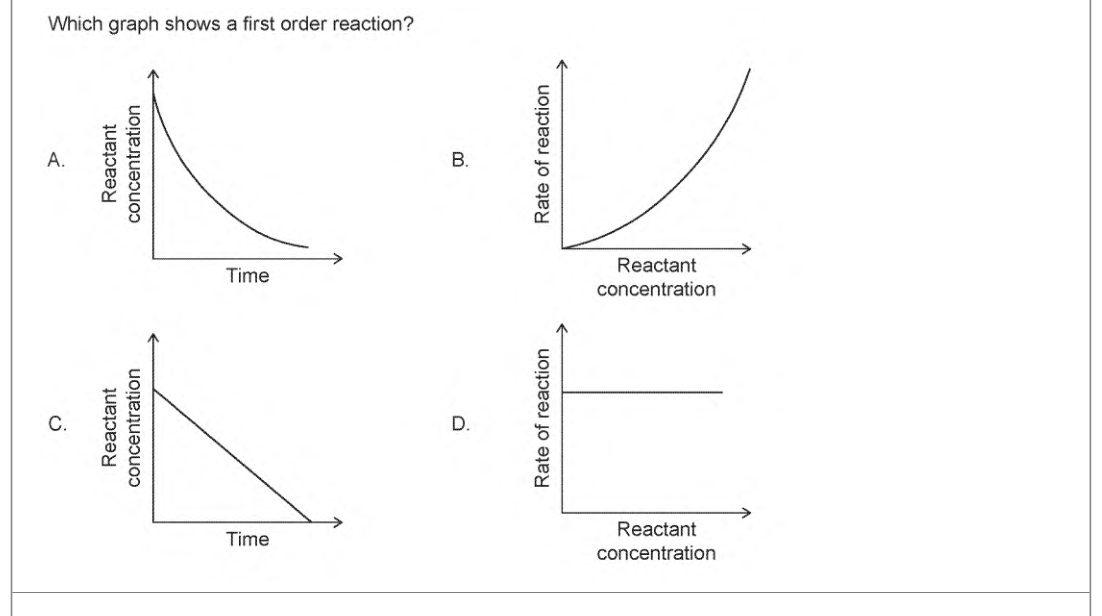 Which graph shows a first order reaction?
A.
Reactant
concentration
Time
B.
Rate of reaction
Reactant
concentration
C.
Reactant
concentration
Time
D.
Rate of reaction
Reactant
concentration